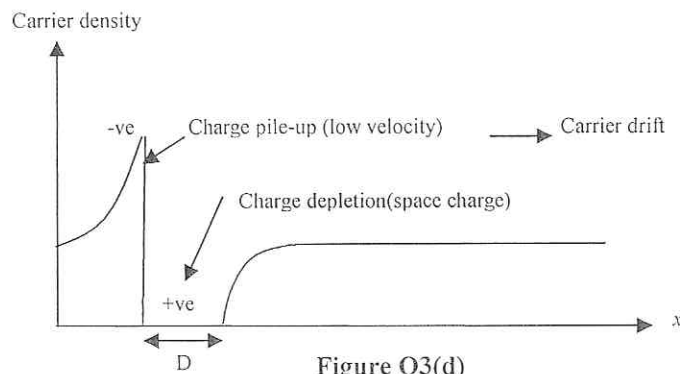 Carrier density
-ve
Charge pile-up (low velocity)
Carrier drift
Charge depletion(space charge)
+ve
x
D
Figure Q3(d)